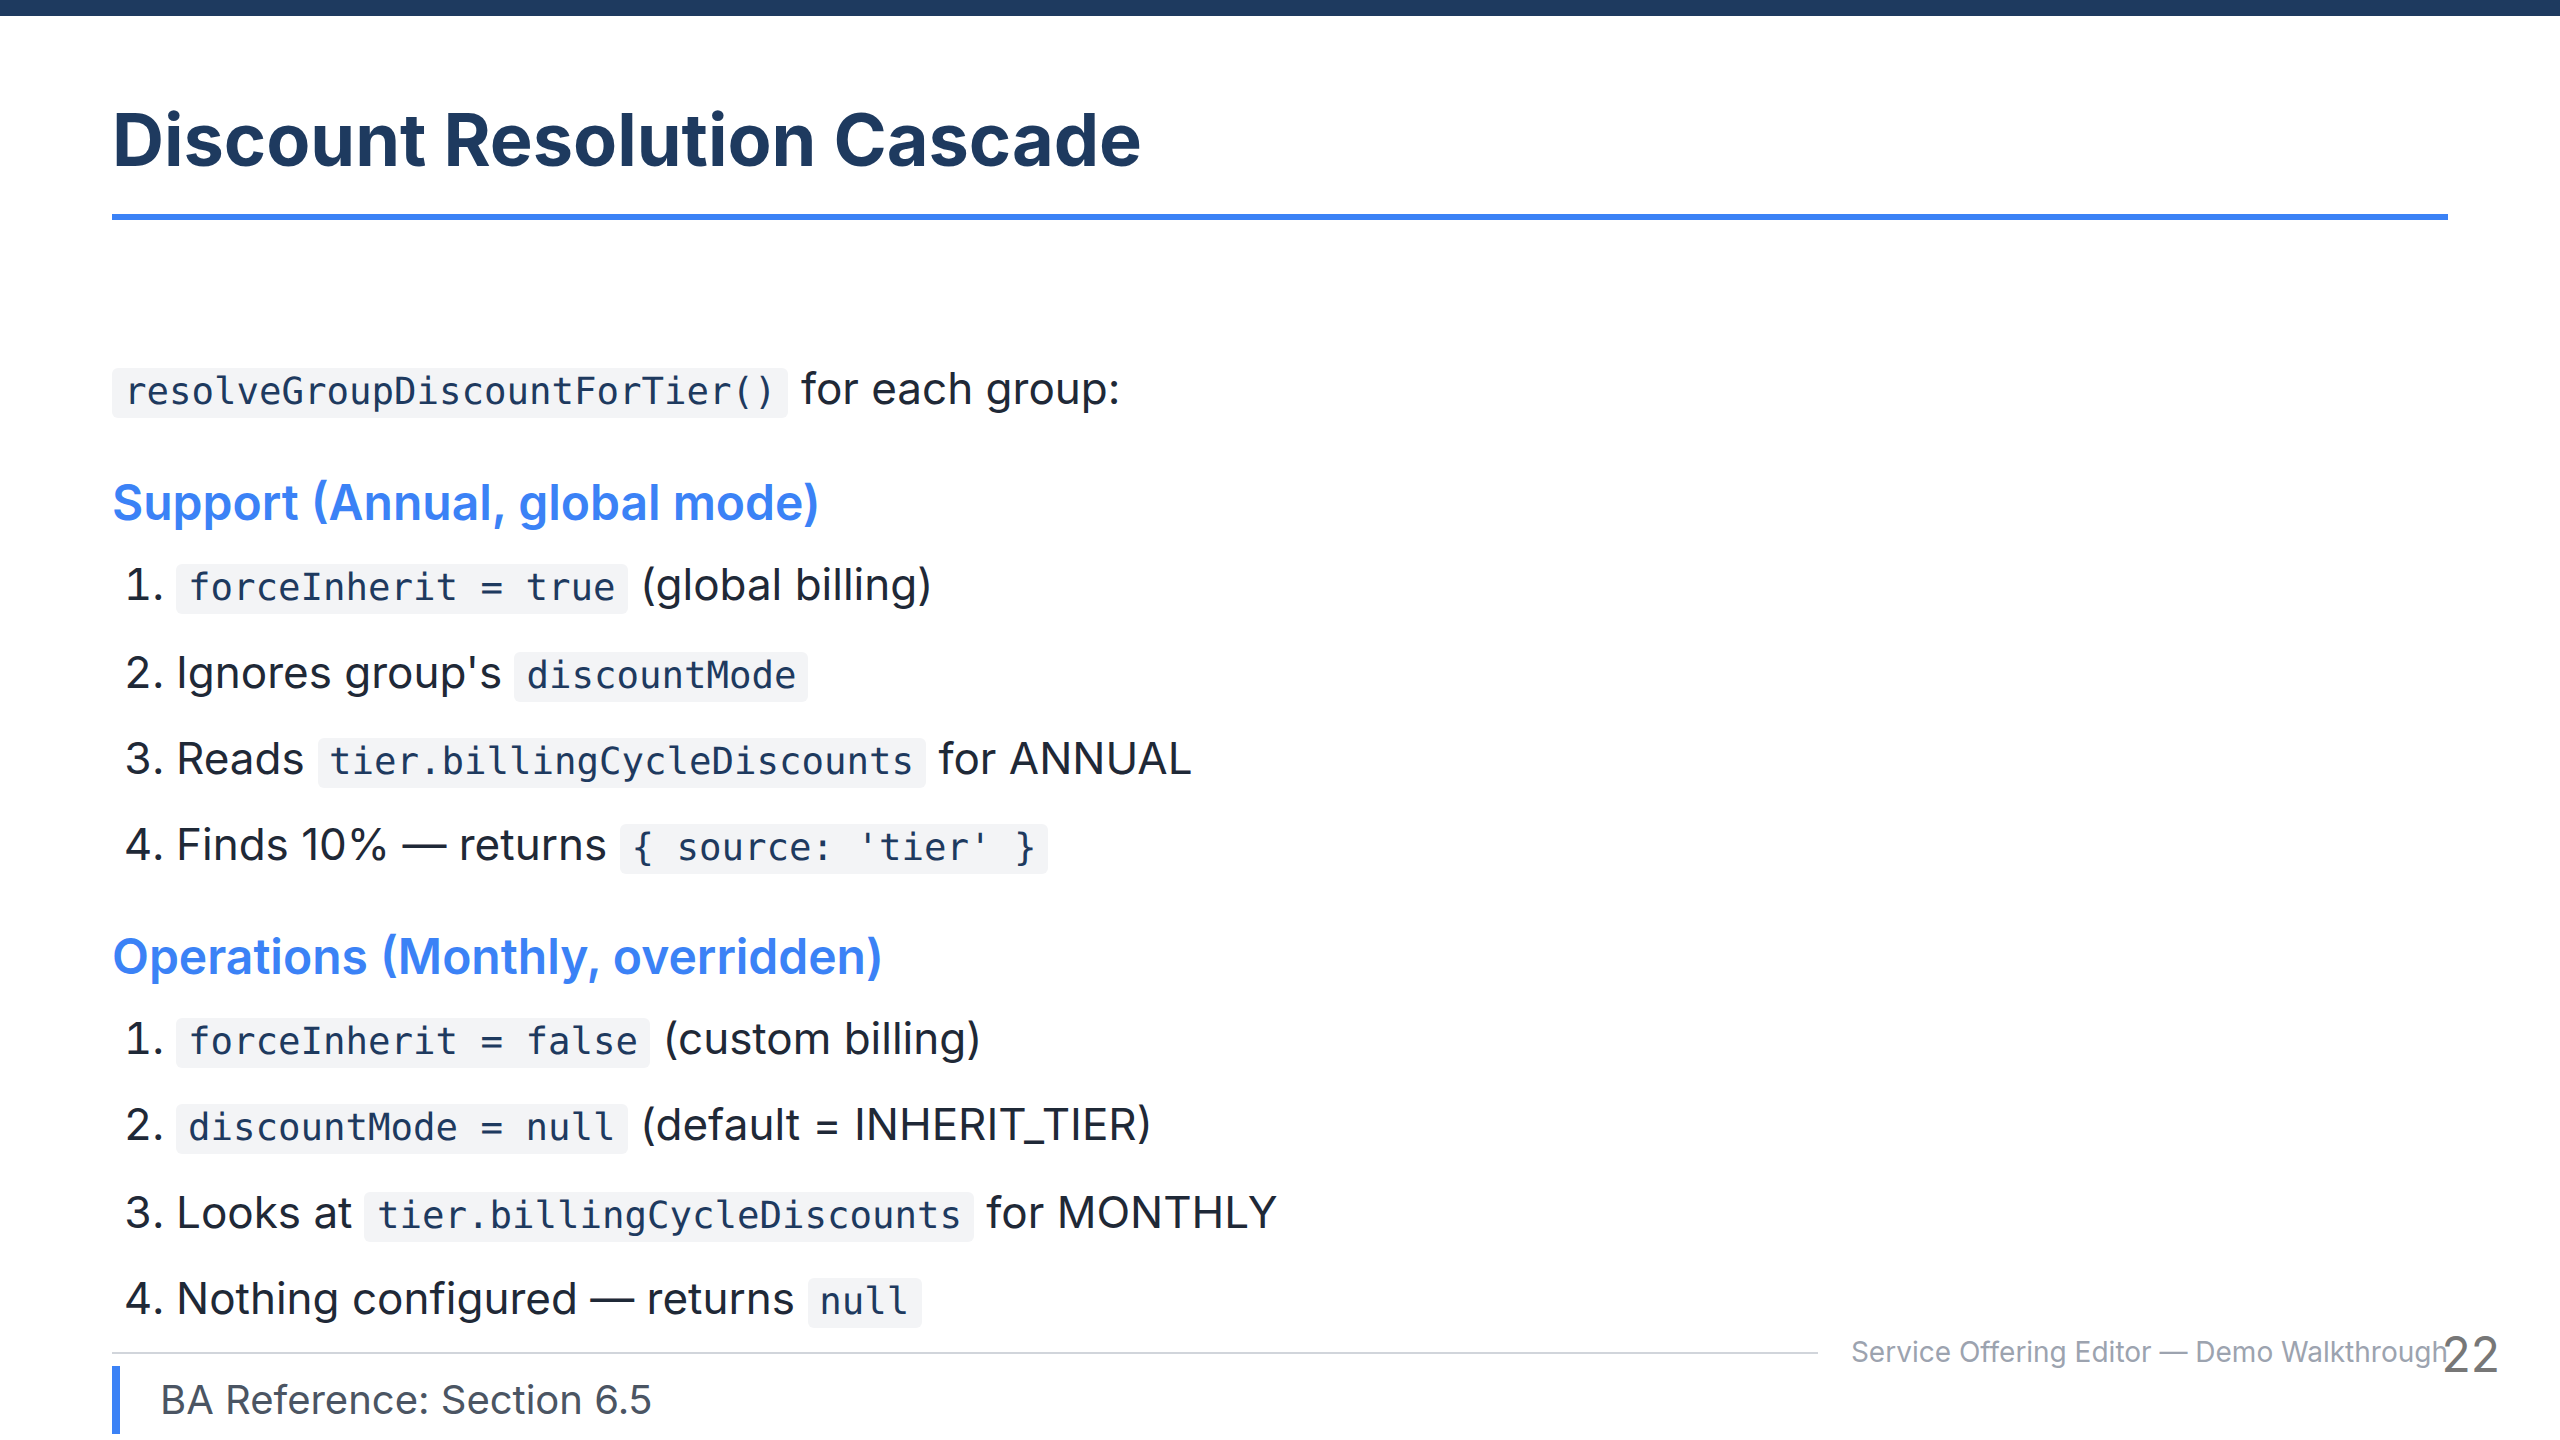 Discount Resolution Cascade
resolveGroupDiscountForTier() for each group:
Support (Annual, global mode)
1. forceInherit = true (global billing)
2. Ignores group's discountMode
3. Reads tier.billingCycleDiscounts for ANNUAL
4. Finds 10% — returns { source: 'tier' }
Operations (Monthly, overridden)
1. forceInherit = false (custom billing)
2. discountMode = null (default = INHERIT_TIER)
3. Looks at tier.billingCycleDiscounts for MONTHLY
4. Nothing configured — returns null
Service Offering Editor — Demo Walkthrough 22
BA Reference: Section 6.5